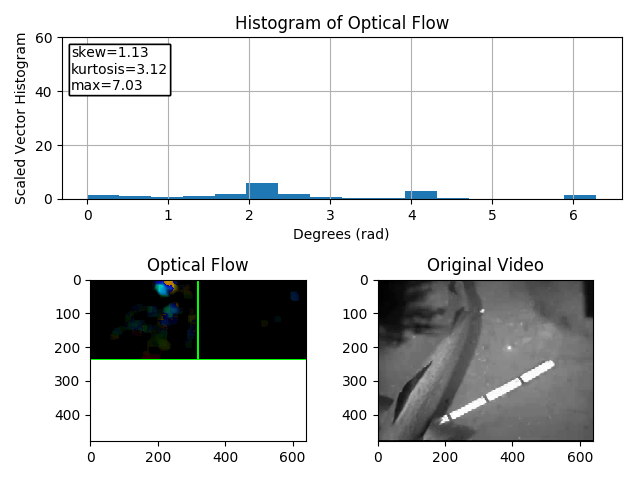 Histogram of Optical Flow
Scaled Vector Histogram
60
40
20
0
skew=1.13
kurtosis=3.12
max=7.03
0 1 2 3 4 5 6
Degrees (rad)
Optical Flow
0
100
200
300
400
0 200 400 600
Original Video
0
100
200
300
400
0 200 400 600